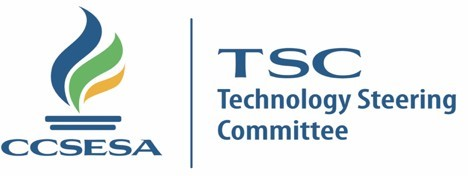 CCSESA
TSC
Technology Steering
Committee